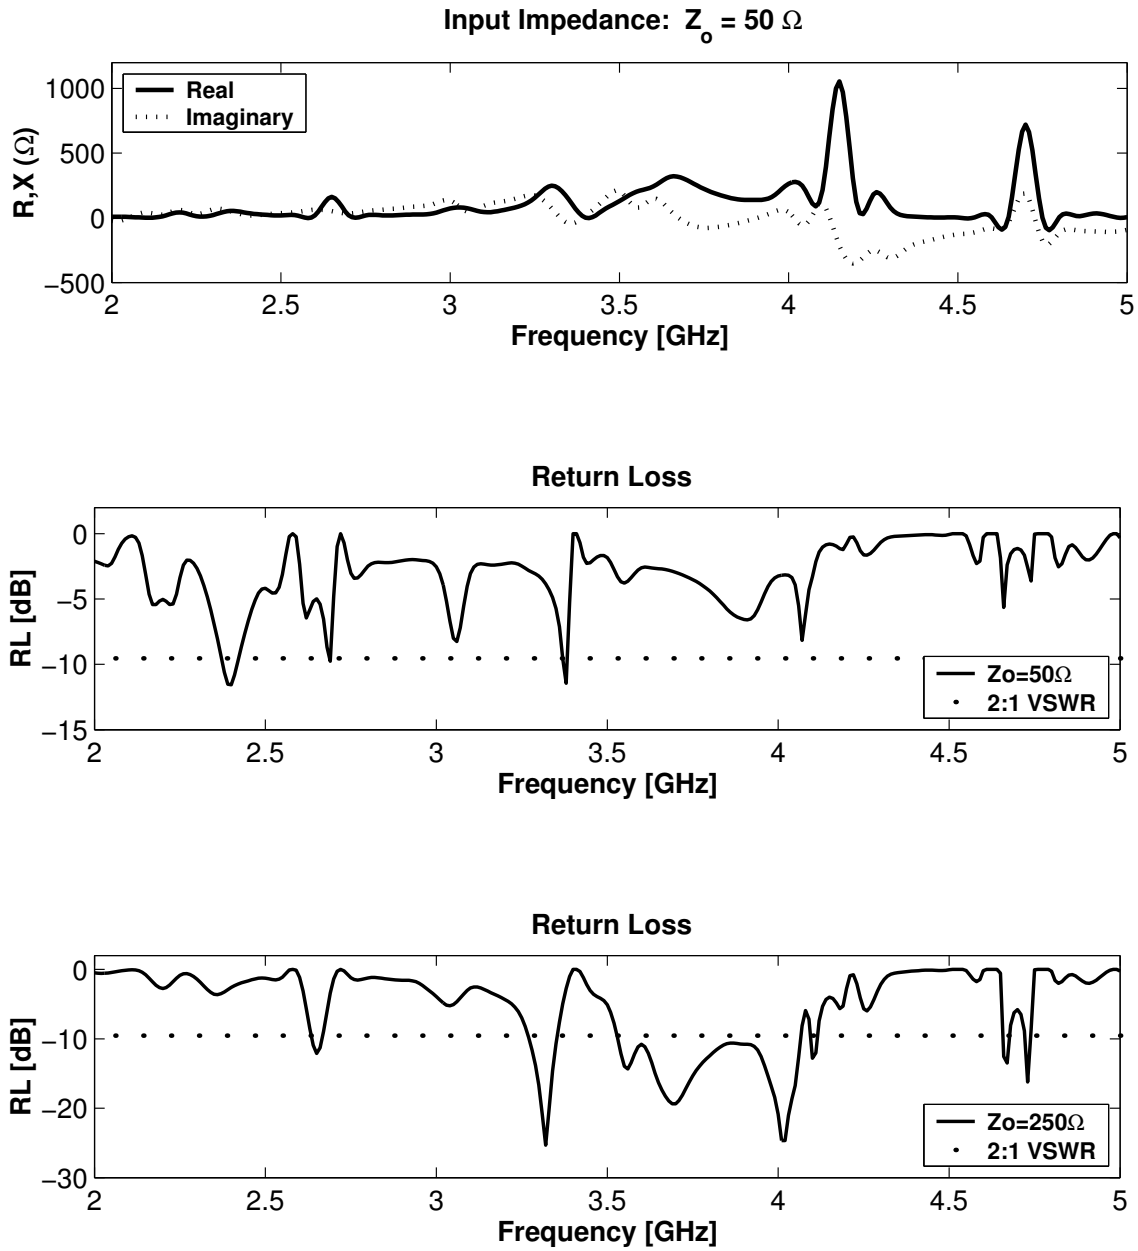 Input Impedance: Zo = 50 Ω
R,X (Ω)
1000
500
0
−500
Real
Imaginary
2 2.5 3 3.5 4 4.5 5
Frequency [GHz]
Return Loss
RL [dB]
0
−5
−10
−15
Zo=50Ω
2:1 VSWR
2 2.5 3 3.5 4 4.5 5
Frequency [GHz]
Return Loss
RL [dB]
0
−10
−20
−30
Zo=250Ω
2:1 VSWR
2 2.5 3 3.5 4 4.5 5
Frequency [GHz]